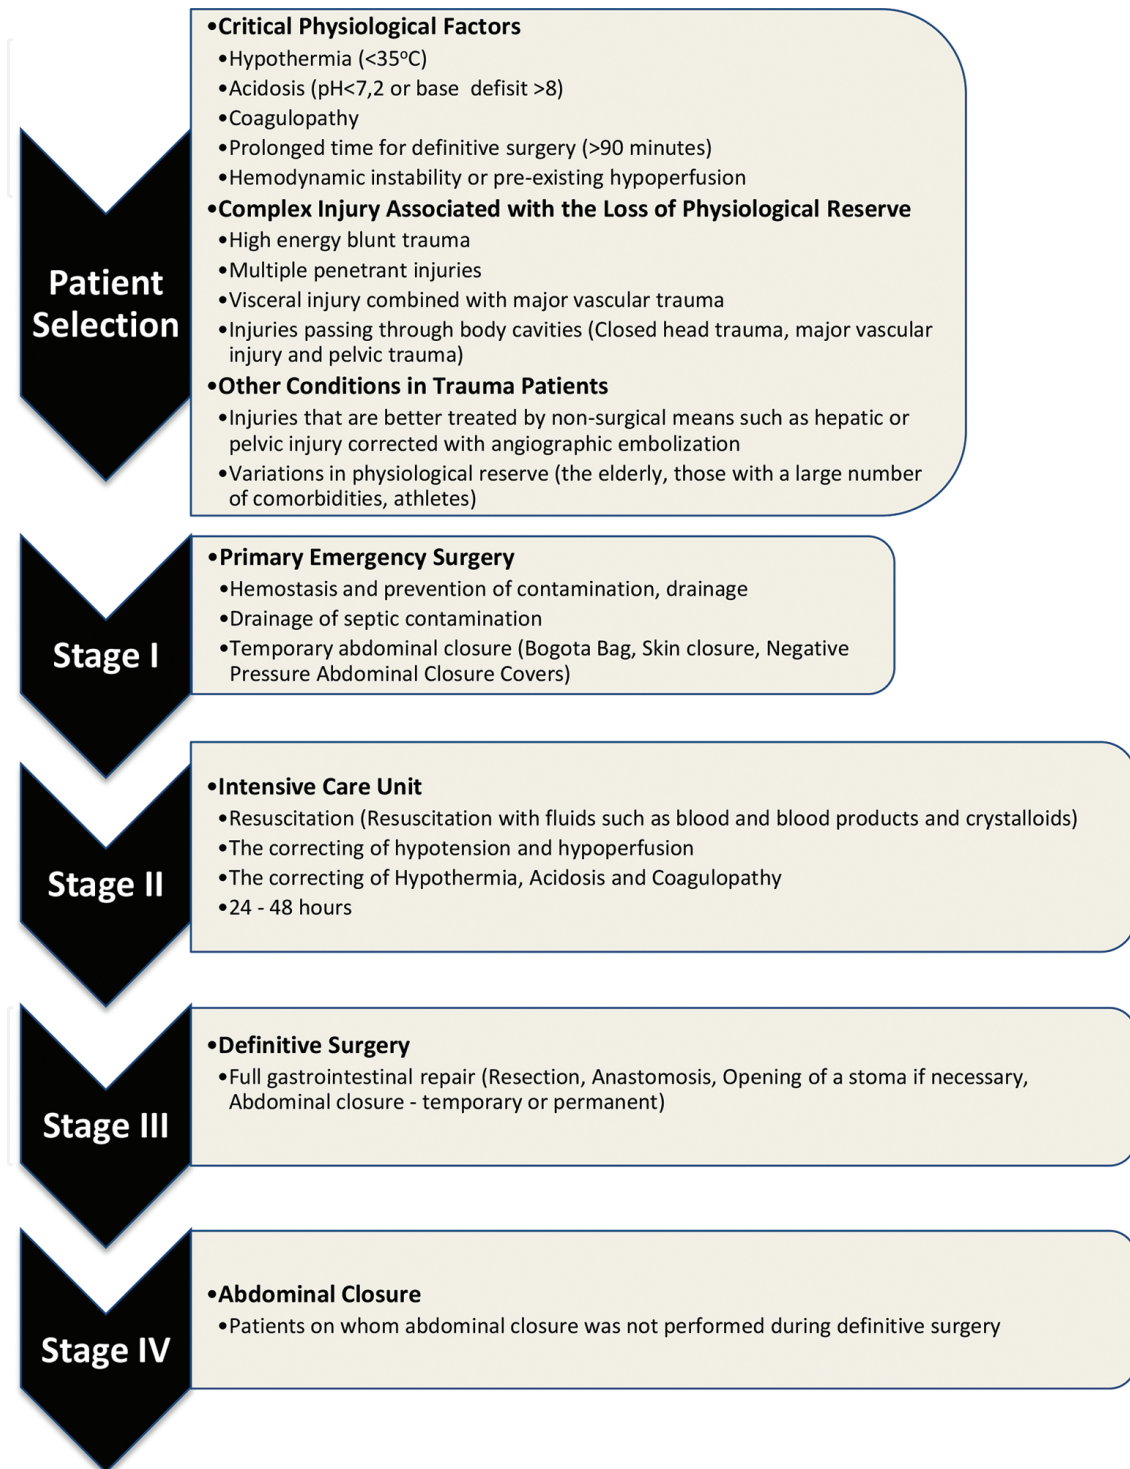 •Critical Physiological Factors
•Hypothermia (<35ºC)
•Acidosis (pH<7,2 or base  defisit >8)
•Coagulopathy
•Prolonged time for definitive surgery (>90 minutes)
•Hemodynamic instability or pre-existing hypoperfusion
•Complex Injury Associated with the Loss of Physiological Reserve
•High energy blunt trauma
•Multiple penetrant injuries
•Visceral injury combined with major vascular trauma
•Injuries passing through body cavities (Closed head trauma, major vascular
injury and pelvic trauma)
•Other Conditions in Trauma Patients
•Injuries that are better treated by non-surgical means such as hepatic or
pelvic injury corrected with angiographic embolization
•Variations in physiological reserve (the elderly, those with a large number
of comorbidities, athletes)
Patient
Selection
•Primary Emergency Surgery
•Hemostasis and prevention of contamination, drainage
•Drainage of septic contamination
•Temporary abdominal closure (Bogota Bag, Skin closure, Negative
Pressure Abdominal Closure Covers)
Stage I
•Intensive Care Unit
•Resuscitation (Resuscitation with fluids such as blood and blood products and crystalloids)
•The correcting of hypotension and hypoperfusion
•The correcting of Hypothermia, Acidosis and Coagulopathy
•24 - 48 hours
Stage II
•Definitive Surgery
•Full gastrointestinal repair (Resection, Anastomosis, Opening of a stoma if necessary,
Abdominal closure - temporary or permanent)
Stage III
•Abdominal Closure
•Patients on whom abdominal closure was not performed during definitive surgery
Stage IV